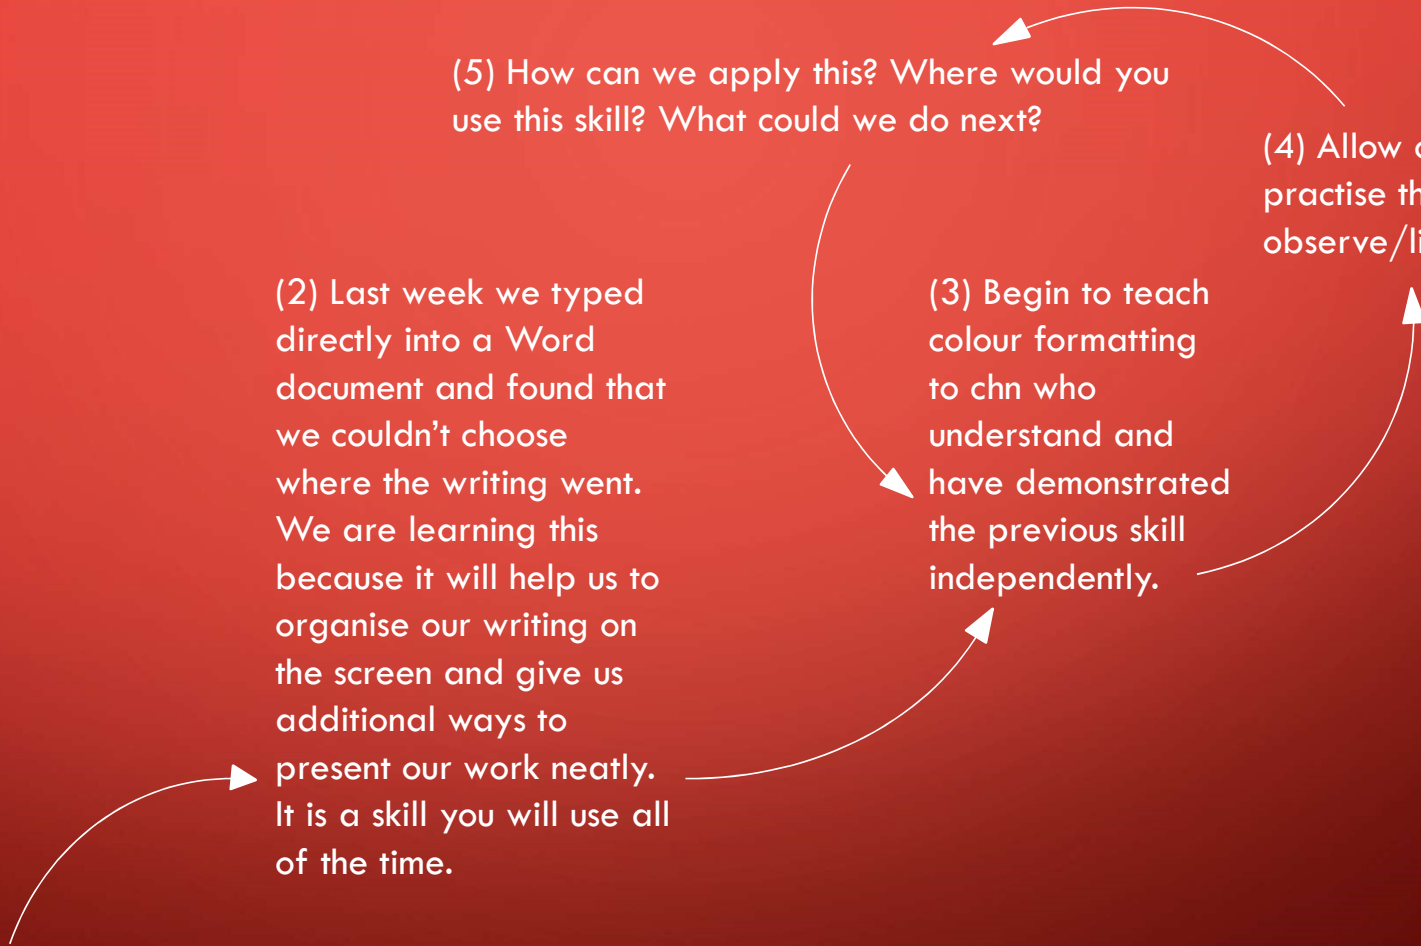 (5) How can we apply this? Where would you
use this skill? What could we do next?
(4) Allow
practise
(2) Last week we typed
directly into a Word
document and found that
we couldn’t choose
where the writing went.
We are learning this
because it will help us to
organise our writing on
the screen and give us
additional ways to
present our work neatly.
It is a skill you will use all
of the time.
(3) Begin to teach
colour formatting
to chn who
understand and
have demonstrated
the previous skill
independently.